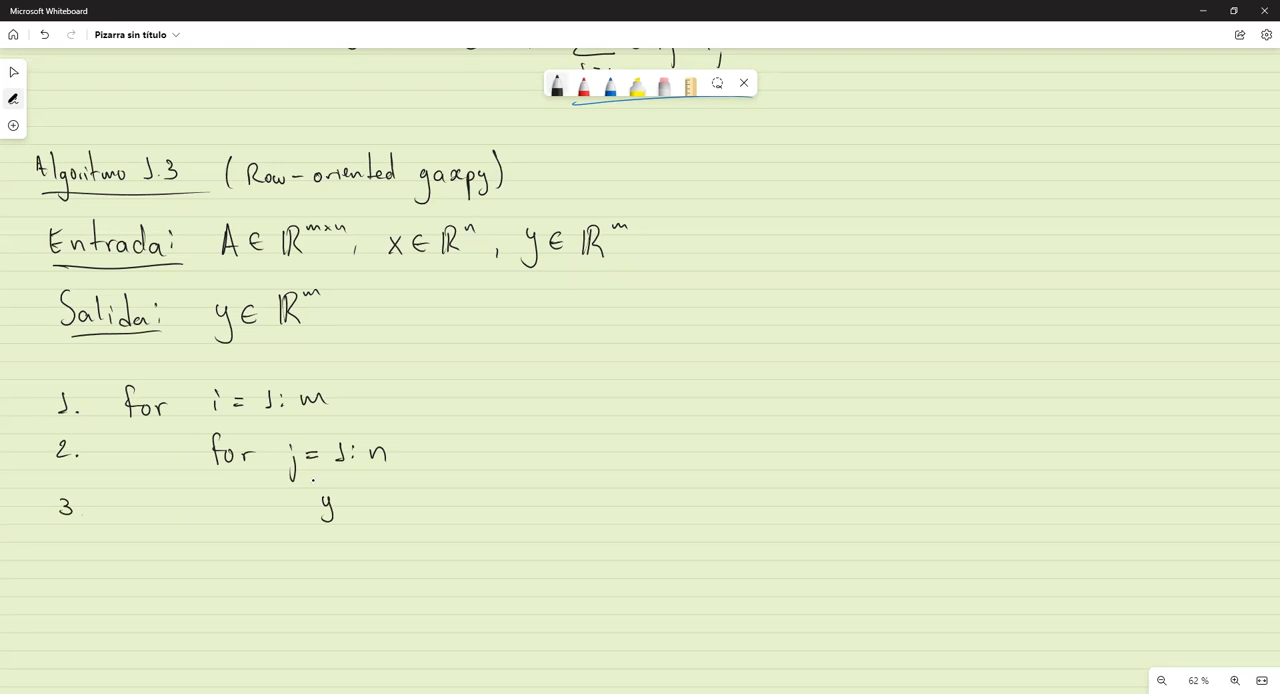 Microsoft Whiteboard
Pizarra sin título
Algoritmo 1.3 (Row-oriented gaxpy)
Entrada: A ∈ ℝ^{m×n}, x ∈ ℝ^n, y ∈ ℝ^m
Salida: y ∈ ℝ^m
1. for i = 1: m
2. for j = 1: n
3 y
62 %